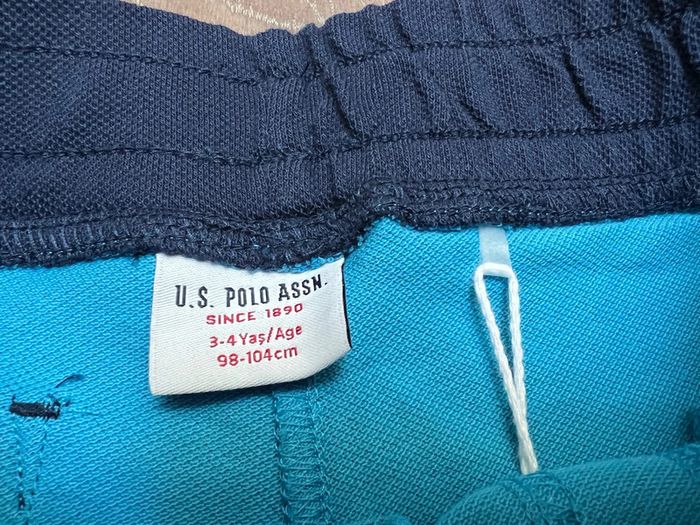 U.S. POLO ASSN.
SINCE 1890
3-4 Yaş/Age
98-104cm